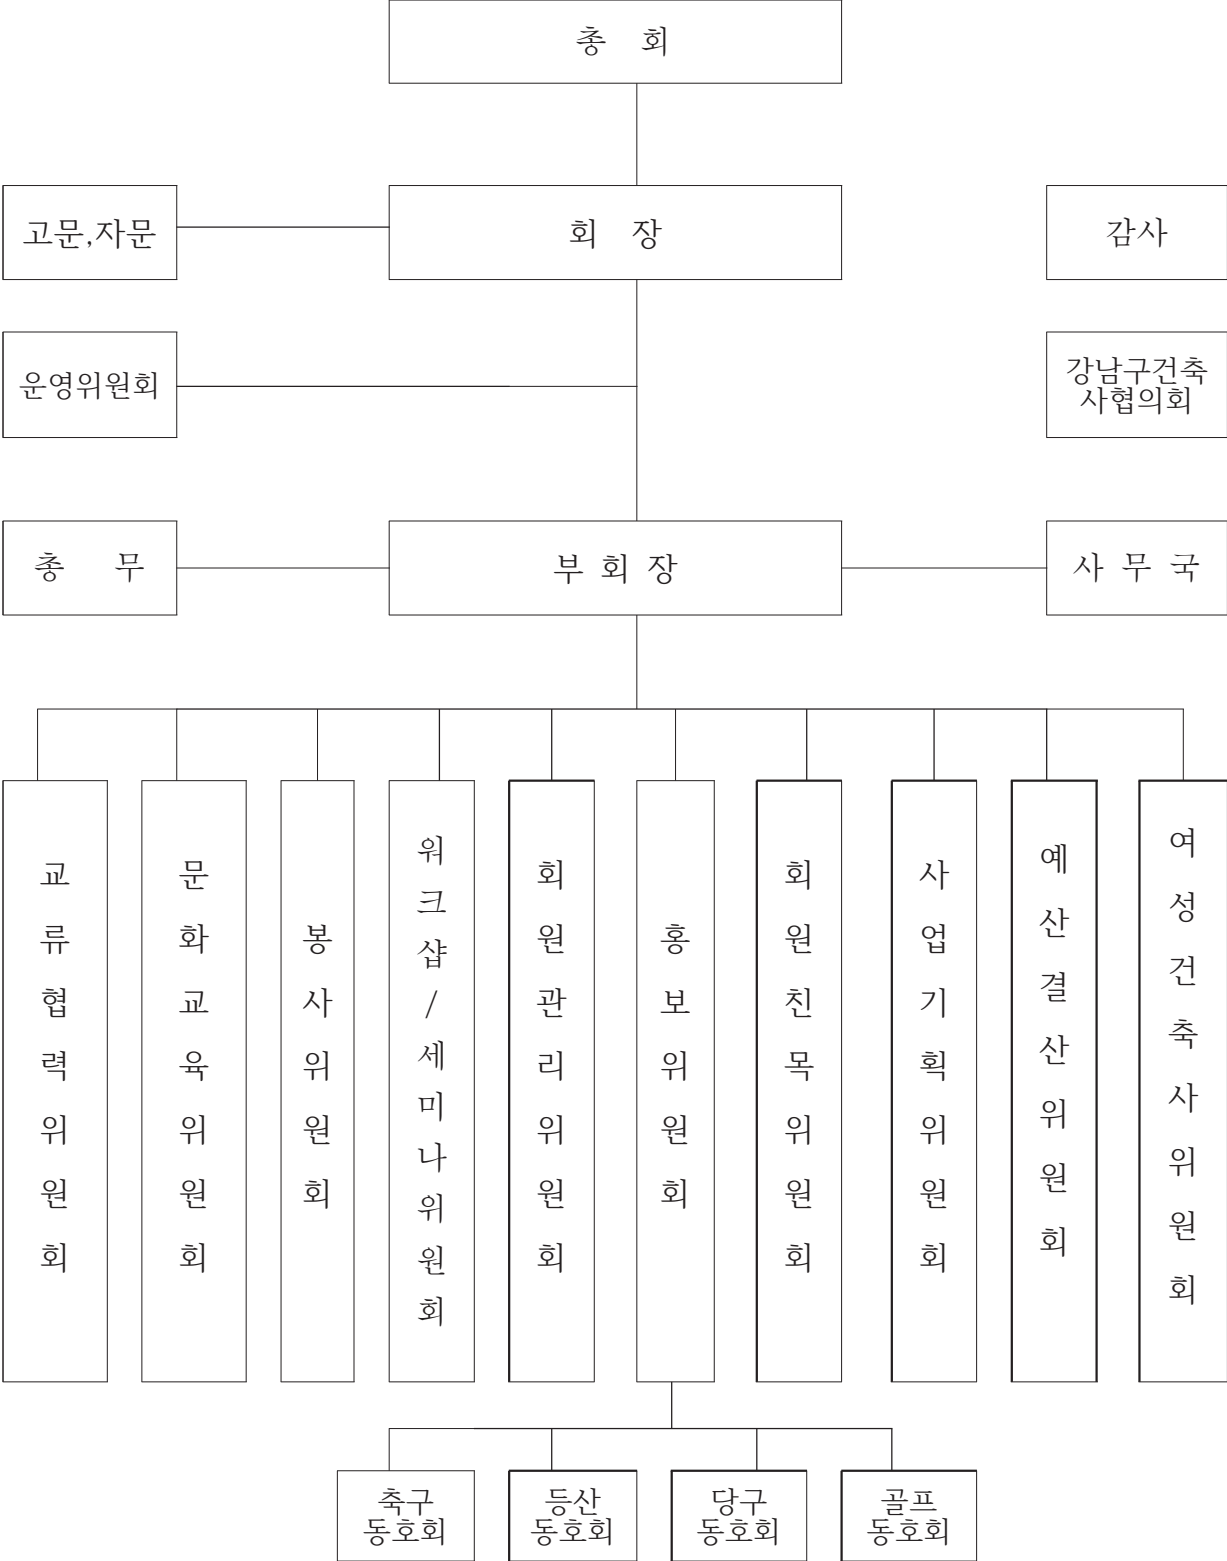 총 회
고문,자문
회 장
감사
운영위원회
강남구건축
사협의회
총 무
부 회 장
사 무 국
교류협력위원회
문화교육위원회
봉사위원회
워크샵/세미나위원회
회원관리위원회
홍보위원회
회원친목위원회
사업기획위원회
예산결산위원회
여성건축사위원회
축구
동호회
등산
동호회
당구
동호회
골프
동호회